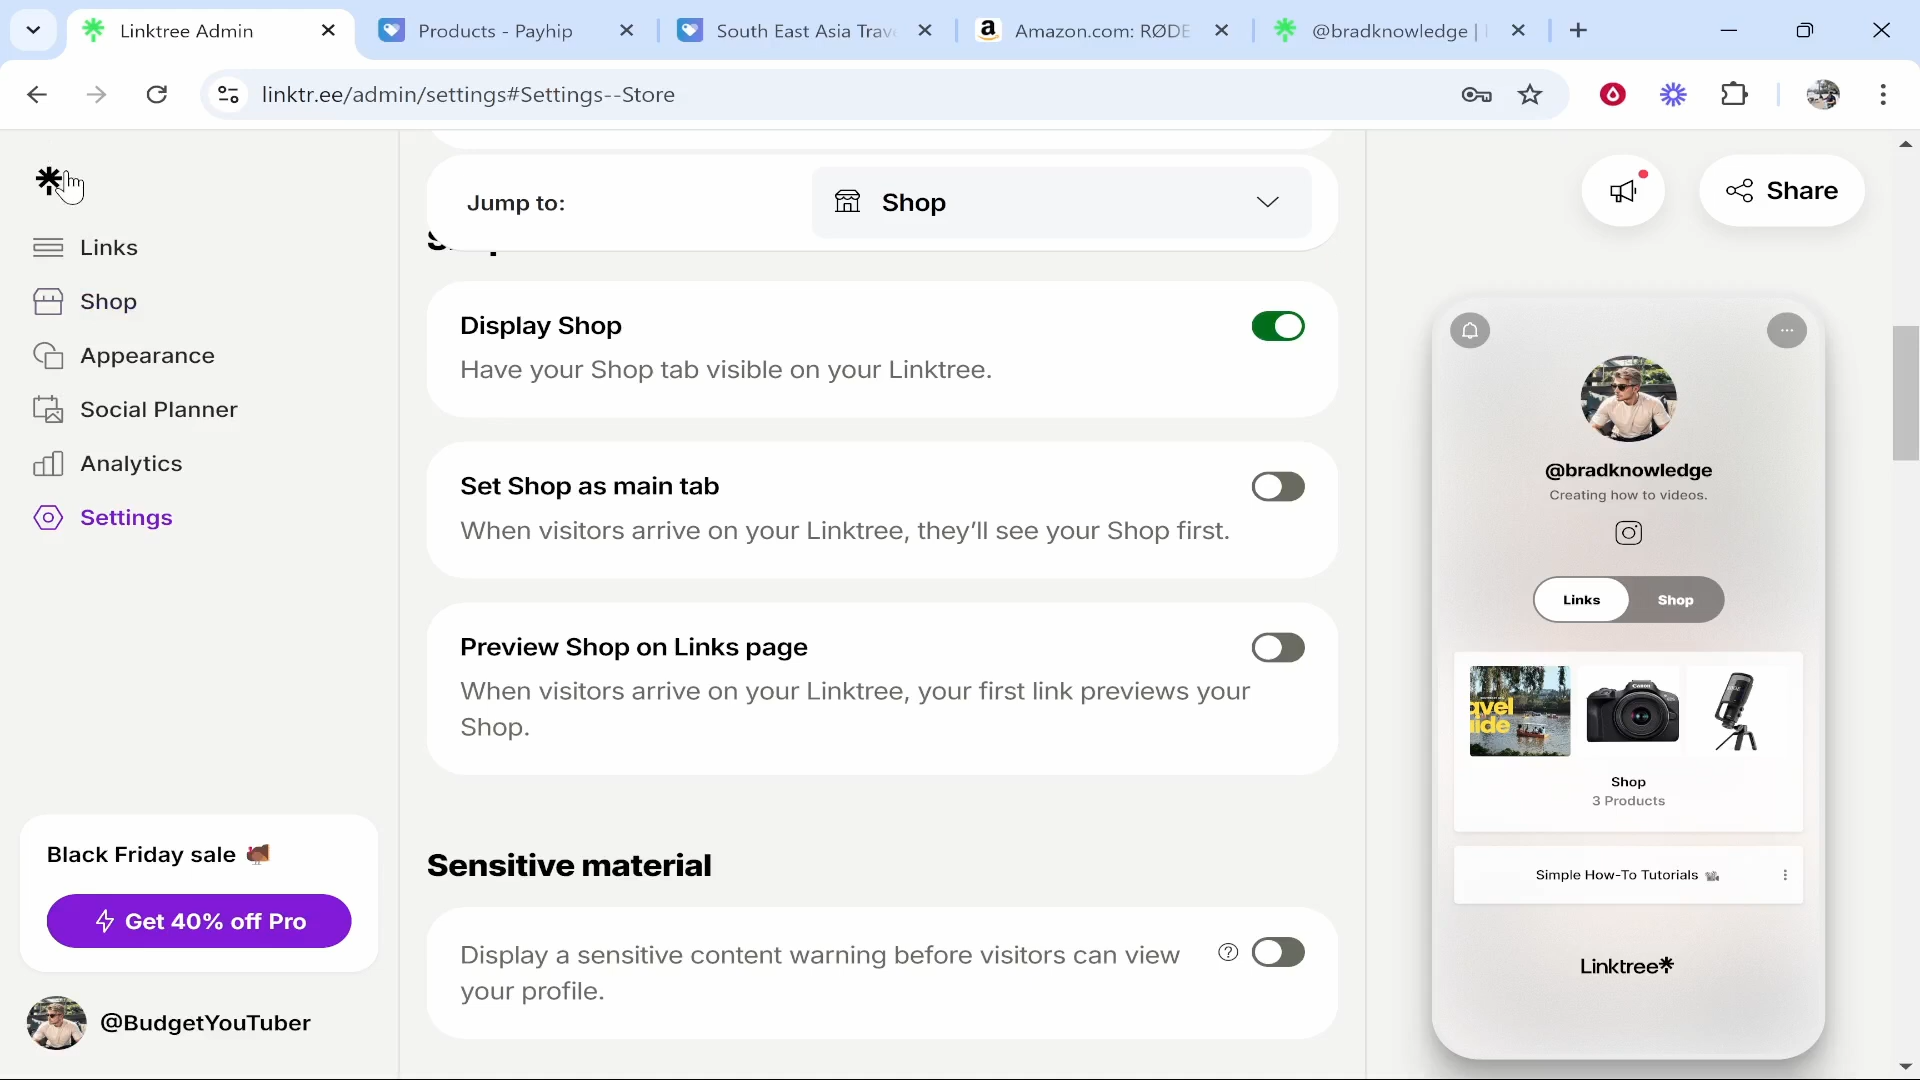 Linktree Admin
Products - Payhip
South East Asia Trav
Amazon.com: RØDE
@bradknowledge |
linktr.ee/admin/settings#Settings--Store
Links
Shop
Appearance
Social Planner
Analytics
Settings
Black Friday sale
Get 40% off Pro
@BudgetYouTuber
Jump to:
Shop
Display Shop
Have your Shop tab visible on your Linktree.
Set Shop as main tab
When visitors arrive on your Linktree, they’ll see your Shop first.
Preview Shop on Links page
When visitors arrive on your Linktree, your first link previews your
Shop.
Sensitive material
Display a sensitive content warning before visitors can view
your profile.
Share
@bradknowledge
Creating how to videos.
Links
Shop
avel
uide
Canon
Shop
3 Products
Simple How-To Tutorials
Linktree